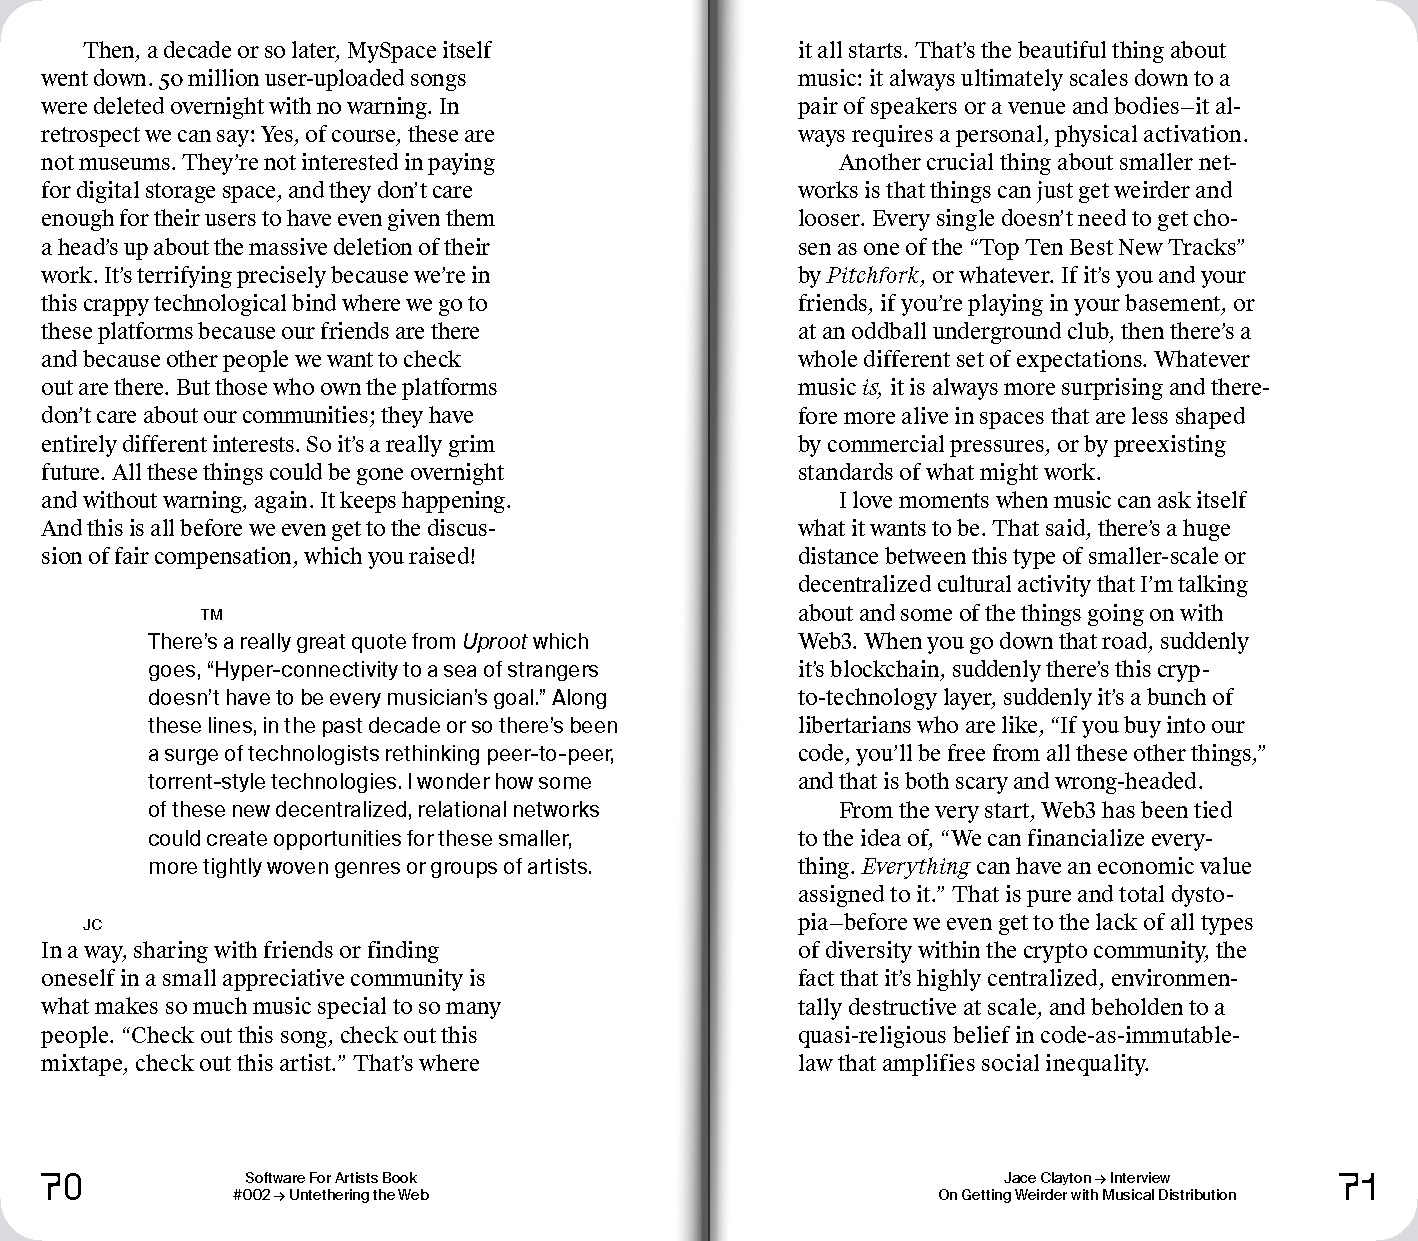 Then, a decade or so later, MySpace itself
went down. 50 million user-uploaded songs
were deleted overnight with no warning. In
retrospect we can say: Yes, of course, these are
not museums. They’re not interested in paying
for digital storage space, and they don’t care
enough for their users to have even given them
a head’s up about the massive deletion of their
work. It’s terrifying precisely because we’re in
this crappy technological bind where we go to
these platforms because our friends are there
and because other people we want to check
out are there. But those who own the platforms
don’t care about our communities; they have
entirely different interests. So it’s a really grim
future. All these things could be gone overnight
and without warning, again. It keeps happening.
And this is all before we even get to the discus-
sion of fair compensation, which you raised!
TM
There’s a really great quote from Uproot which
goes, “Hyper-connectivity to a sea of strangers
doesn’t have to be every musician’s goal.” Along
these lines, in the past decade or so there’s been
a surge of technologists rethinking peer-to-peer,
torrent-style technologies. I wonder how some
of these new decentralized, relational networks
could create opportunities for these smaller,
more tightly woven genres or groups of artists.
JC
In a way, sharing with friends or finding
oneself in a small appreciative community is
what makes so much music special to so many
people. “Check out this song, check out this
mixtape, check out this artist.” That’s where
70
Software For Artists Book
#002 → Untethering the Web
it all starts. That’s the beautiful thing about
music: it always ultimately scales down to a
pair of speakers or a venue and bodies—it al-
ways requires a personal, physical activation.
Another crucial thing about smaller net-
works is that things can just get weirder and
looser. Every single doesn’t need to get cho-
sen as one of the “Top Ten Best New Tracks”
by Pitchfork, or whatever. If it’s you and your
friends, if you’re playing in your basement, or
at an oddball underground club, then there’s a
whole different set of expectations. Whatever
music is, it is always more surprising and there-
fore more alive in spaces that are less shaped
by commercial pressures, or by preexisting
standards of what might work.
I love moments when music can ask itself
what it wants to be. That said, there’s a huge
distance between this type of smaller-scale or
decentralized cultural activity that I’m talking
about and some of the things going on with
Web3. When you go down that road, suddenly
it’s blockchain, suddenly there’s this cryp-
to-technology layer, suddenly it’s a bunch of
libertarians who are like, “If you buy into our
code, you’ll be free from all these other things,”
and that is both scary and wrong-headed.
From the very start, Web3 has been tied
to the idea of, “We can financialize every-
thing. Everything can have an economic value
assigned to it.” That is pure and total dysto-
pia—before we even get to the lack of all types
of diversity within the crypto community, the
fact that it’s highly centralized, environmen-
tally destructive at scale, and beholden to a
quasi-religious belief in code-as-immutable-
law that amplifies social inequality.
Jace Clayton → Interview
On Getting Weirder with Musical Distribution
71